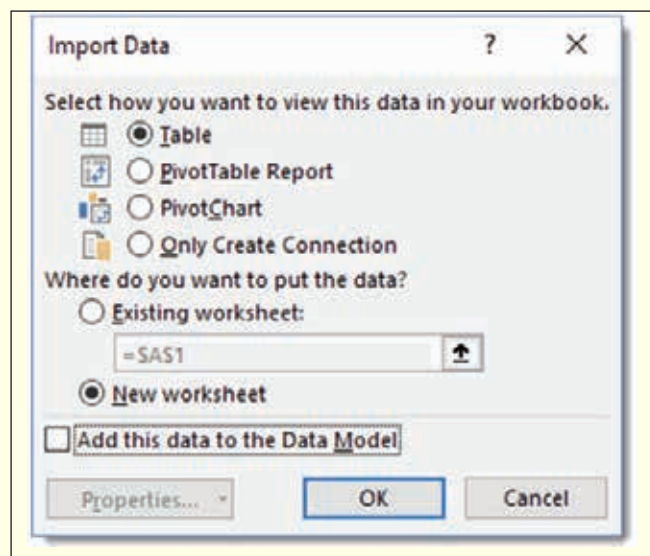 Import Data ? ✕
Select how you want to view this data in your workbook.
Table
PivotTable Report
PivotChart
Only Create Connection
Where do you want to put the data?
Existing worksheet:
=$A$1
New worksheet
Add this data to the Data Model
Properties...
OK Cancel